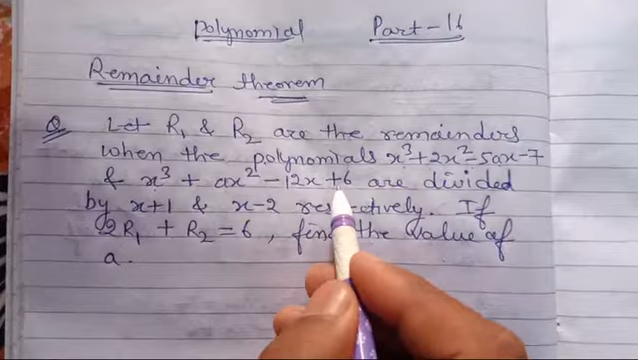 Polynomial Part-16
Remainder theorem
Q Let R₁ & R₂ are the remainders
when the polynomials x³+2x²-5ax-7
& x³ + ax² - 12x +6 are divided
by x+1 & x-2 respectively. If
2R₁ + R₂ = 6, find the value of
a.